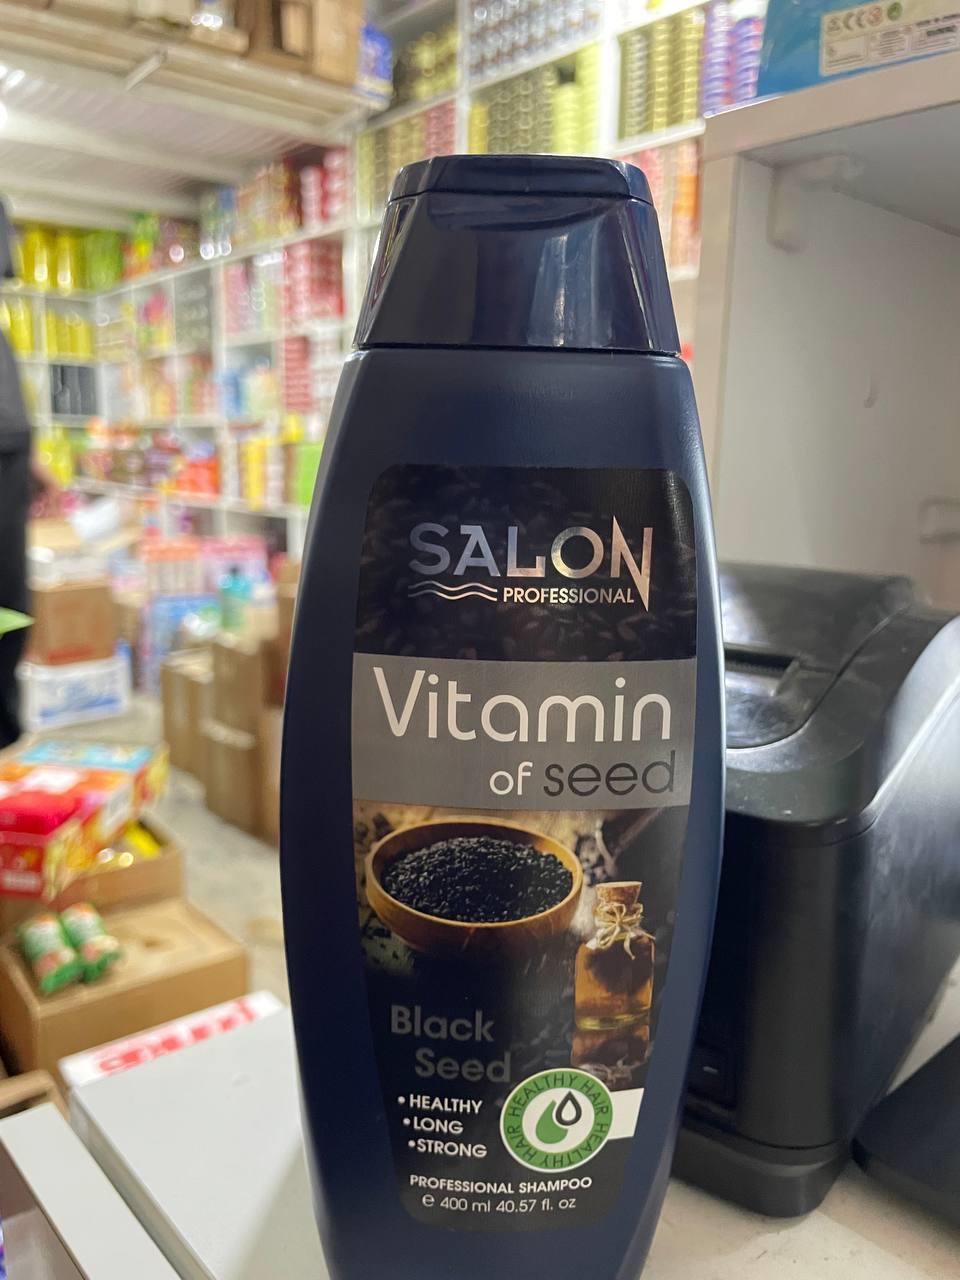 SALON
PROFESSIONAL
Vitamin
of seed
Black
Seed
• HEALTHY
• LONG
• STRONG
HEALTHY HAIR HEALTHY HAIR
PROFESSIONAL SHAMPOO
℮ 400 ml 40.57 fl. oz